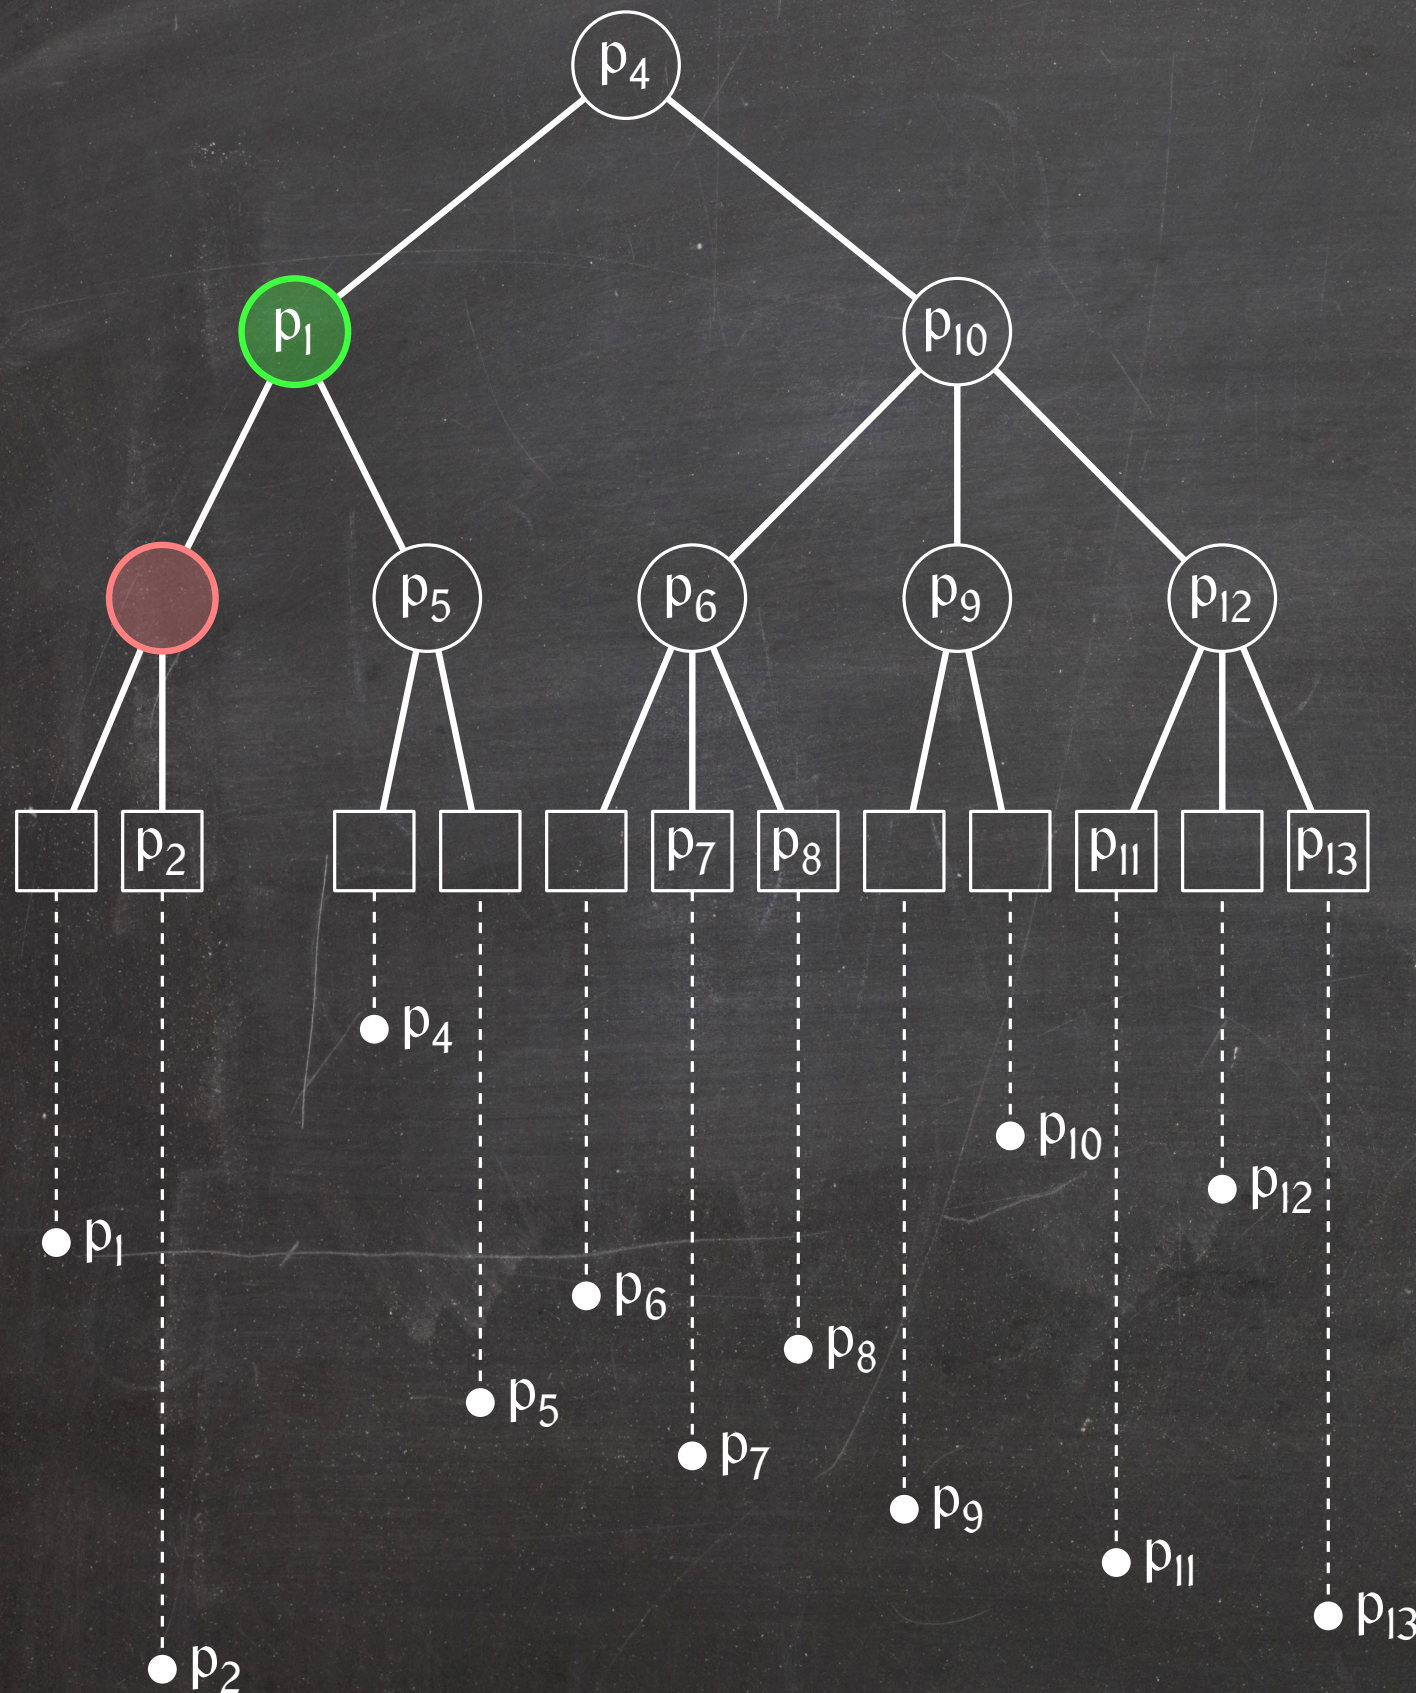 p₄
p₁ p₁₀
p₅ p₆ p₉ p₁₂
p₂ p₇ p₈ p₁₁ p₁₃
p₄
p₁₀
p₁₂
p₁
p₆
p₈
p₅
p₇
p₉
p₁₁
p₁₃
p₂